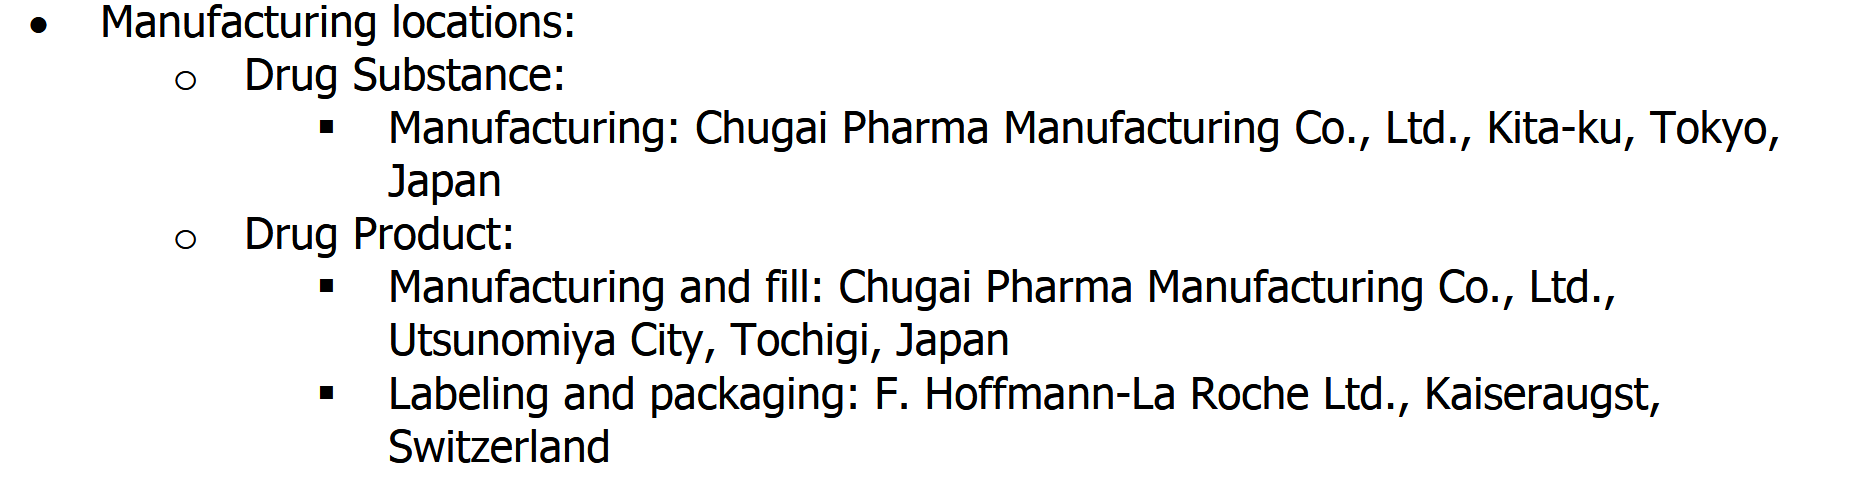 • Manufacturing locations:
o Drug Substance:
▪ Manufacturing: Chugai Pharma Manufacturing Co., Ltd., Kita-ku, Tokyo,
Japan
o Drug Product:
▪ Manufacturing and fill: Chugai Pharma Manufacturing Co., Ltd.,
Utsunomiya City, Tochigi, Japan
▪ Labeling and packaging: F. Hoffmann-La Roche Ltd., Kaiseraugst,
Switzerland